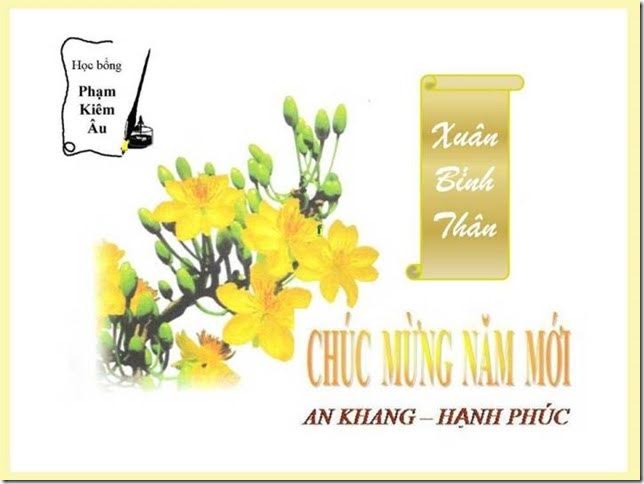 Học bổng
Phạm
Kiêm
Âu
Xuân
Bính
Thân
CHÚC MỪNG NĂM MỚI
AN KHANG – HẠNH PHÚC